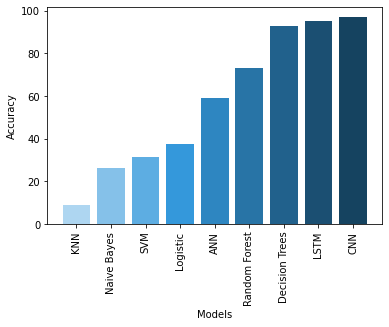 100
80
60
40
20
0
Accuracy
KNN
Naive Bayes
SVM
Logistic
ANN
Random Forest
Decision Trees
LSTM
CNN
Models